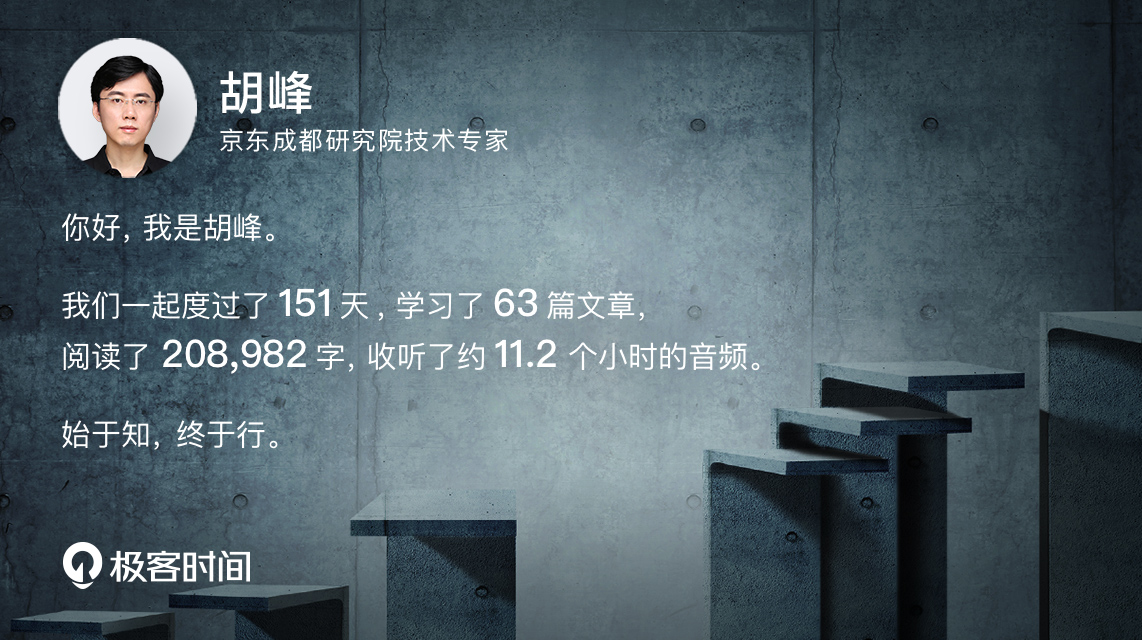 胡峰
京东成都研究院技术专家
你好，我是胡峰。
我们一起度过了 151 天，学习了 63 篇文章，
阅读了 208,982 字，收听了约 11.2 个小时的音频。
始于知，终于行。
极客时间